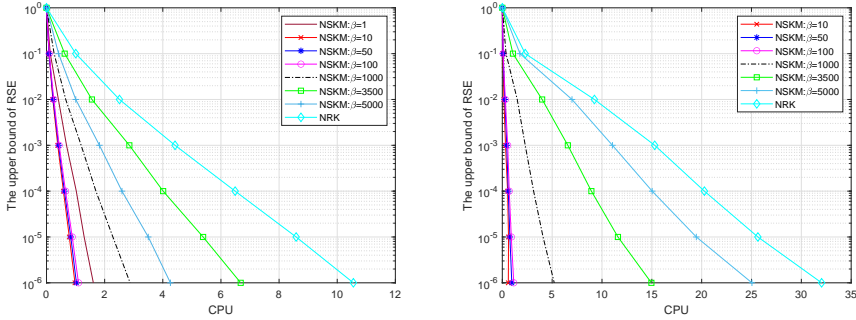 The upper bound of RSE
10^0
10^-1
10^-2
10^-3
10^-4
10^-5
10^-6
0 2 4 6 8 10 12
CPU
NSKM:β=1
NSKM:β=10
NSKM:β=50
NSKM:β=100
NSKM:β=1000
NSKM:β=3500
NSKM:β=5000
NRK
The upper bound of RSE
10^0
10^-1
10^-2
10^-3
10^-4
10^-5
10^-6
0 5 10 15 20 25 30 35
CPU
NSKM:β=10
NSKM:β=50
NSKM:β=100
NSKM:β=1000
NSKM:β=3500
NSKM:β=5000
NRK